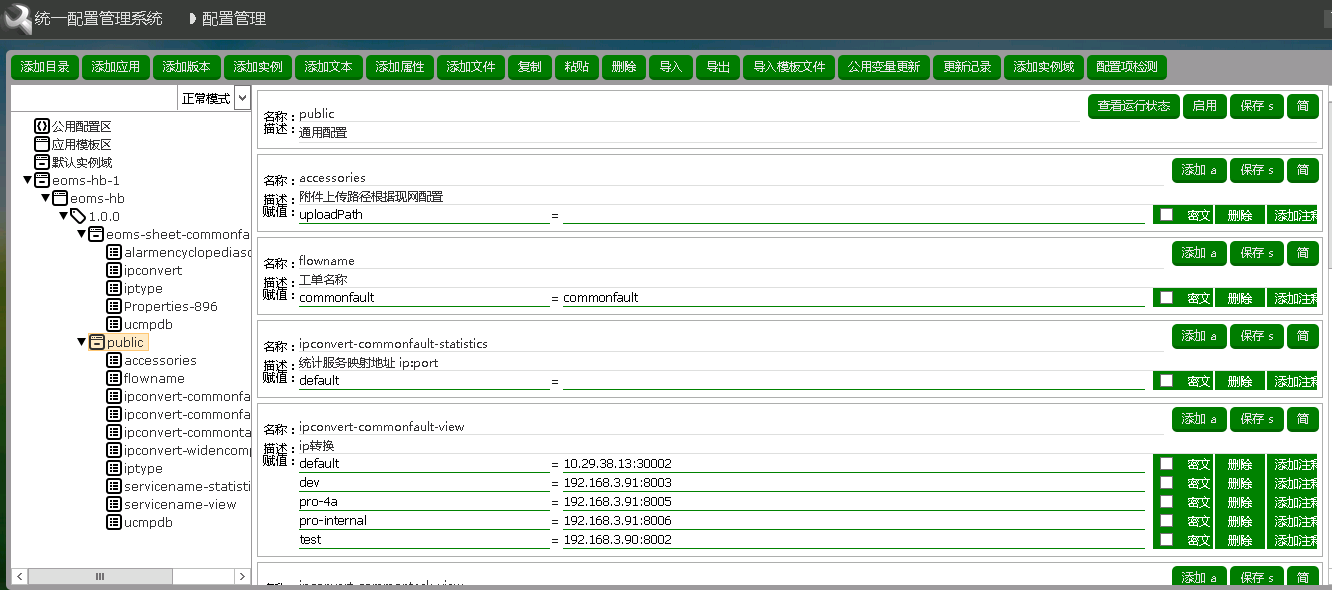 统一配置管理系统 配置管理
添加目录 添加应用 添加版本 添加实例 添加文本 添加属性 添加文件 复制 粘贴 删除 导入 导出 导入模板文件 公用变量更新 更新记录 添加实例域 配置项检测
正常模式
公用配置区
应用模板区
默认实例域
eoms-hb-1
eoms-hb
1.0.0
eoms-sheet-commonfa
alarmencyclopediasc
ipconvert
iptype
Properties-896
ucmpdb
public
accessories
flowname
ipconvert-commonfa
ipconvert-commonfa
ipconvert-commonta
ipconvert-widencomp
iptype
servicename-statisti
servicename-view
ucmpdb
名称： public 查看运行状态 启用 保存 s 简
描述： 通用配置
名称： accessories 添加 a 保存 s 简
描述： 附件上传路径根据现网配置
赋值： uploadPath = 密文 删除 添加注释
名称： flowname 添加 a 保存 s 简
描述： 工单名称
赋值： commonfault = commonfault 密文 删除 添加注释
名称： ipconvert-commonfault-statistics 添加 a 保存 s 简
描述： 统计服务映射地址 ip:port
赋值： default = 密文 删除 添加注释
名称： ipconvert-commonfault-view 添加 a 保存 s 简
描述： ip转换
赋值： default = 10.29.38.13:30002 密文 删除 添加注释
dev = 192.168.3.91:8003 密文 删除 添加注释
pro-4a = 192.168.3.91:8005 密文 删除 添加注释
pro-internal = 192.168.3.91:8006 密文 删除 添加注释
test = 192.168.3.90:8002 密文 删除 添加注释
名称： ipconvert-commontask-view 添加 a 保存 s 简